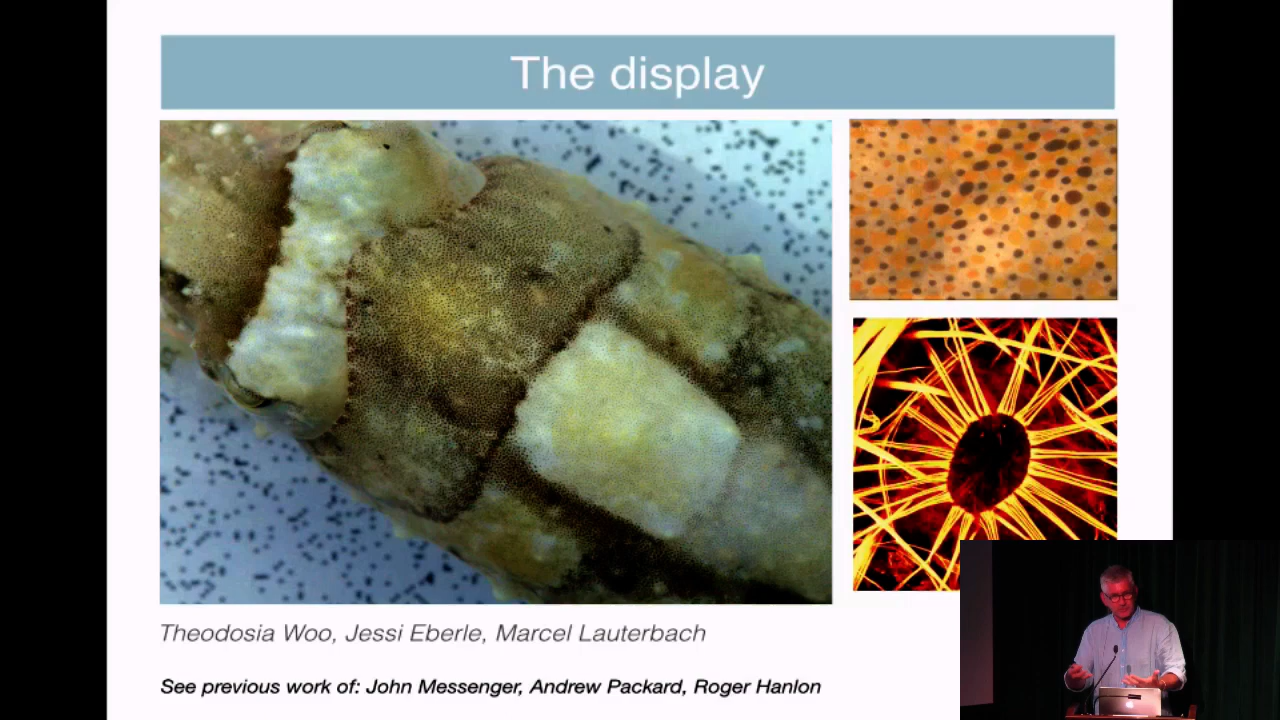 The display
Theodosia Woo, Jessi Eberle, Marcel Lauterbach
See previous work of: John Messenger, Andrew Packard, Roger Hanlon